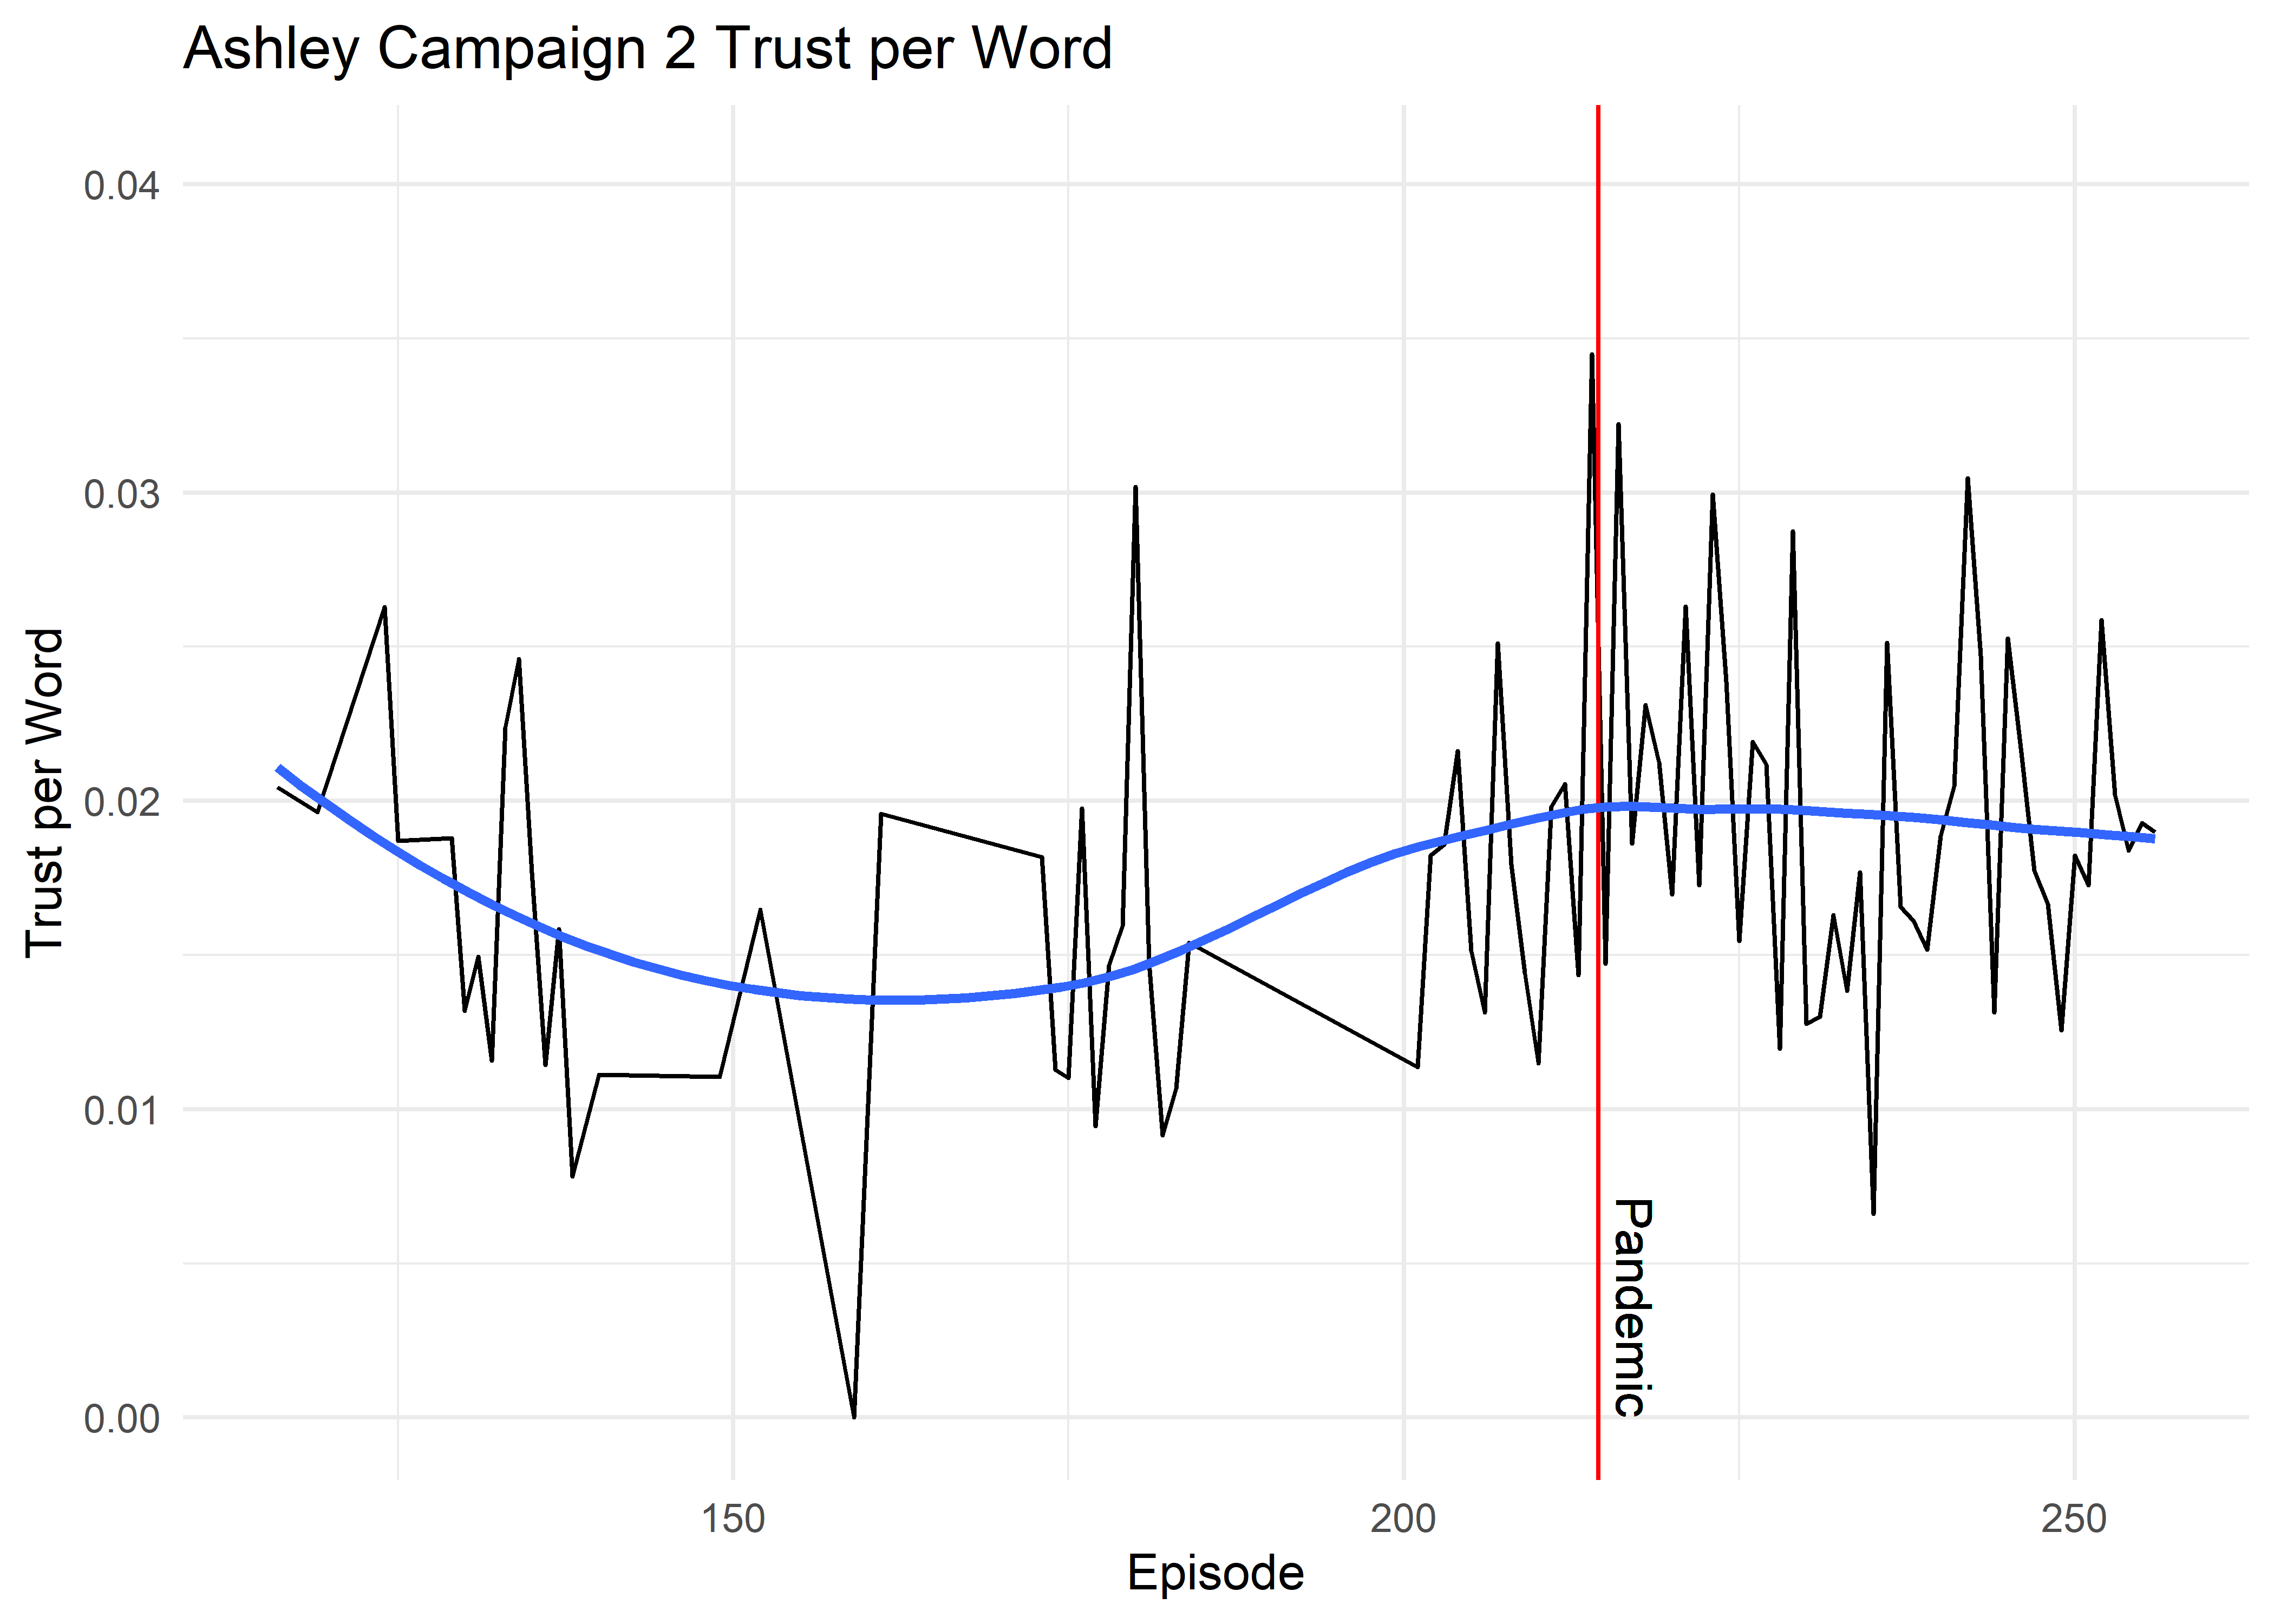 Ashley Campaign 2 Trust per Word
0.04
0.03
0.02
0.01
0.00
Trust per Word
Pandemic
150
200
250
Episode